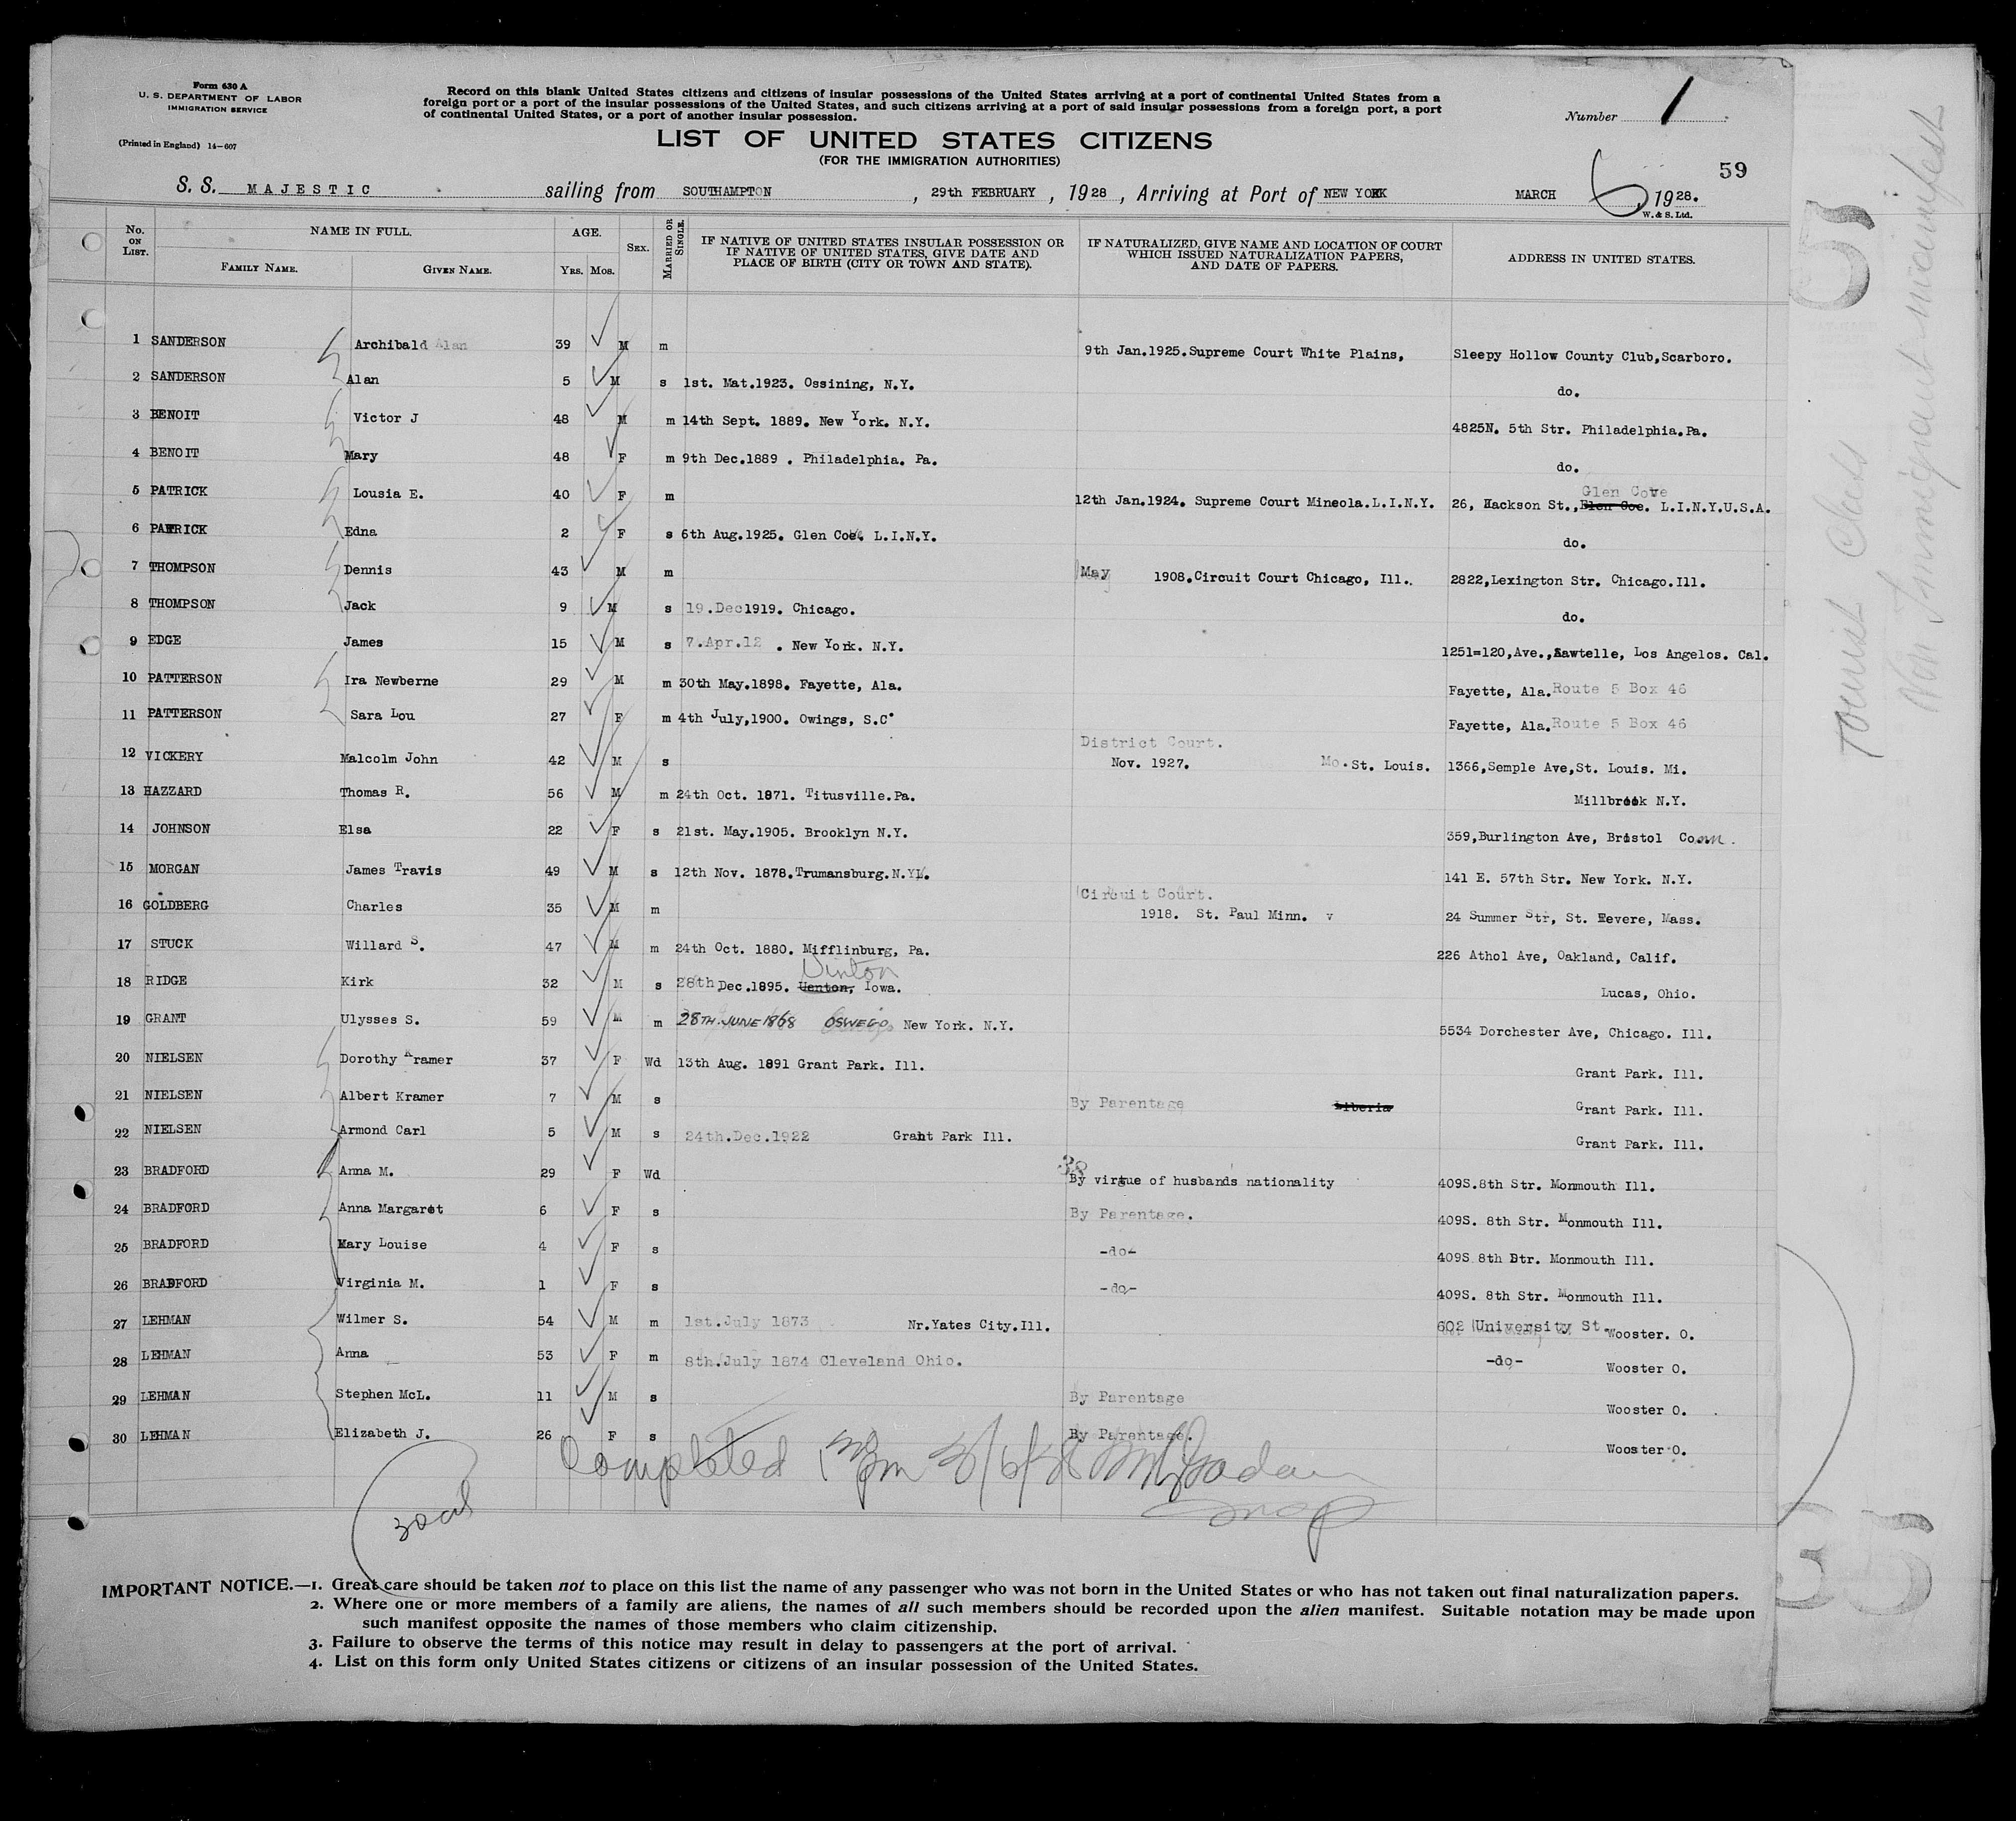 Form 630 A
U. S. DEPARTMENT OF LABOR
IMMIGRATION SERVICE
(Printed in England) 14-607
Record on this blank United States citizens and citizens of insular possessions of the United States arriving at a port of continental United States from a
foreign port or a port of the insular possessions of the United States, and such citizens arriving at a port of said insular possessions from a foreign port, a port
of continental United States, or a port of another insular possession.
Number 1
LIST OF UNITED STATES CITIZENS
(FOR THE IMMIGRATION AUTHORITIES)
59
S. S. MAJESTIC sailing from SOUTHAMPTON, 29th FEBRUARY, 1928, Arriving at Port of NEW YORK MARCH 6, 1928.
W. & S. Ltd.
No. ON LIST. NAME IN FULL. FAMILY NAME. GIVEN NAME. AGE. YRS. MOS. SEX. MARRIED OR SINGLE. IF NATIVE OF UNITED STATES INSULAR POSSESSION OR IF NATIVE OF UNITED STATES, GIVE DATE AND PLACE OF BIRTH (CITY OR TOWN AND STATE). IF NATURALIZED, GIVE NAME AND LOCATION OF COURT WHICH ISSUED NATURALIZATION PAPERS, AND DATE OF PAPERS. ADDRESS IN UNITED STATES.
1 SANDERSON Archibald Alan 39 M m 9th Jan.1925.Supreme Court White Plains, Sleepy Hollow County Club,Scarboro.
2 SANDERSON Alan 5 M s 1st. Mat.1923. Ossining, N.Y. do.
3 BENOIT Victor J 48 M m 14th Sept. 1889. New York. N.Y. 4825N. 5th Str. Philadelphia.Pa.
4 BENOIT Mary 48 F m 9th Dec.1889 . Philadelphia. Pa. do.
5 PATRICK Lousia E. 40 F m 12th Jan.1924. Supreme Court Mineola.L.I.N.Y. 26, Hackson St., Glen Cove L.I.N.Y.U.S.A.
6 PATRICK Edna 2 F s 6th Aug.1925. Glen Cove. L.I.N.Y. do.
7 THOMPSON Dennis 43 M m May 1908.Circuit Court Chicago, Ill.. 2822,Lexington Str. Chicago.Ill.
8 THOMPSON Jack 9 M s 19.Dec1919. Chicago. do.
9 EDGE James 15 M s 7.Apr.12 . New York. N.Y. 1251=120,Ave.,Sawtelle, Los Angelos. Cal.
10 PATTERSON Ira Newberne 29 M m 30th May.1898. Fayette, Ala. Fayette, Ala.Route 5 Box 46
11 PATTERSON Sara Lou 27 F m 4th July,1900. Owings, S.C. Fayette, Ala.Route 5 Box 46
12 VICKERY Malcolm John 42 M s District Court. Nov. 1927. Mo.St. Louis. 1366,Semple Ave,St. Louis. Mi.
13 HAZZARD Thomas R. 56 M m 24th Oct. 1871. Titusville.Pa. Millbrook N.Y.
14 JOHNSON Elsa 22 F s 21st. May.1905. Brooklyn N.Y. 359,Burlington Ave, Bristol Conn.
15 MORGAN James Travis 49 M s 12th Nov. 1878.Trumansburg.N.Y. 141 E. 57th Str. New York. N.Y.
16 GOLDBERG Charles 35 M m Circuit Court. 1918. St. Paul Minn. v 24 Summer Str, St. Revere, Mass.
17 STUCK Willard S. 47 M m 24th Oct. 1880. Mifflinburg, Pa. 226 Athol Ave, Oakland, Calif.
18 RIDGE Kirk 32 M s 28th Dec.1895. Uenton, Vinton Iowa. Lucas, Ohio.
19 GRANT Ulysses S. 59 M m 28TH.JUNE 1868 OSWEGO, New York. N.Y. 5534 Dorchester Ave, Chicago. Ill.
20 NIELSEN Dorothy Kramer 37 F Wd 13th Aug. 1891 Grant Park. Ill. Grant Park. Ill.
21 NIELSEN Albert Kramer 7 M s By Parentage Liberia Grant Park. Ill.
22 NIELSEN Armond Carl 5 M s 24th.Dec.1922 Grant Park Ill. Grant Park. Ill.
23 BRADFORD Anna M. 29 F Wd 38 By virtue of husbands nationality 409S.8th Str. Monmouth Ill.
24 BRADFORD Anna Margaret 6 F s By Parentage. 409S. 8th Str. Monmouth Ill.
25 BRADFORD Mary Louise 4 F s -do- 409S 8th Str. Monmouth Ill.
26 BRADFORD Virginia M. 1 F s -do- 409S. 8th Str. Monmouth Ill.
27 LEHMAN Wilmer S. 54 M m 1st.July 1873 Nr.Yates City.Ill. 602 University St. Wooster. O.
28 LEHMAN Anna 53 F m 8th.July 1874 Cleveland Ohio. -do- Wooster O.
29 LEHMAN Stephen McL. 11 M s By Parentage Wooster O.
30 LEHMAN Elizabeth J. 26 F s By Parentage. Wooster O.
Completed 3/6/28
30 cit
IMPORTANT NOTICE.—1. Great care should be taken not to place on this list the name of any passenger who was not born in the United States or who has not taken out final naturalization papers.
2. Where one or more members of a family are aliens, the names of all such members should be recorded upon the alien manifest. Suitable notation may be made upon
such manifest opposite the names of those members who claim citizenship.
3. Failure to observe the terms of this notice may result in delay to passengers at the port of arrival.
4. List on this form only United States citizens or citizens of an insular possession of the United States.
Tourist Class
Non Immigrant manifest